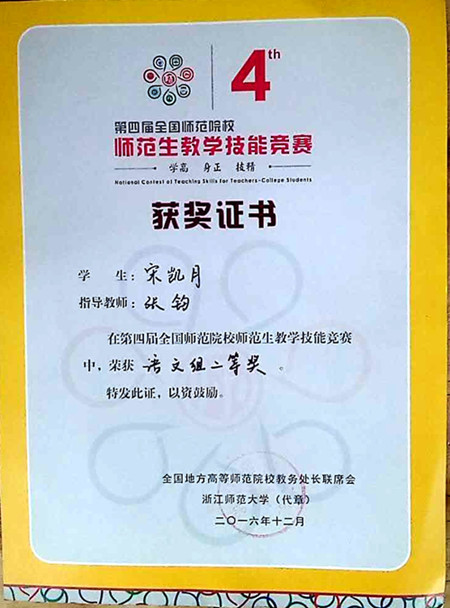 4th
第四届全国师范院校
师范生教学技能竞赛
学高 身正 技精
National Contest of Teaching Skills for Teachers-College Students
获奖证书
学 生：宋凯月
指导教师：张钧
在第四届全国师范院校师范生教学技能竞赛
中，荣获 语文组二等奖 。
特发此证，以资鼓励。
全国地方高等师范院校教务处长联席会
浙江师范大学（代章）
二〇一六年十二月